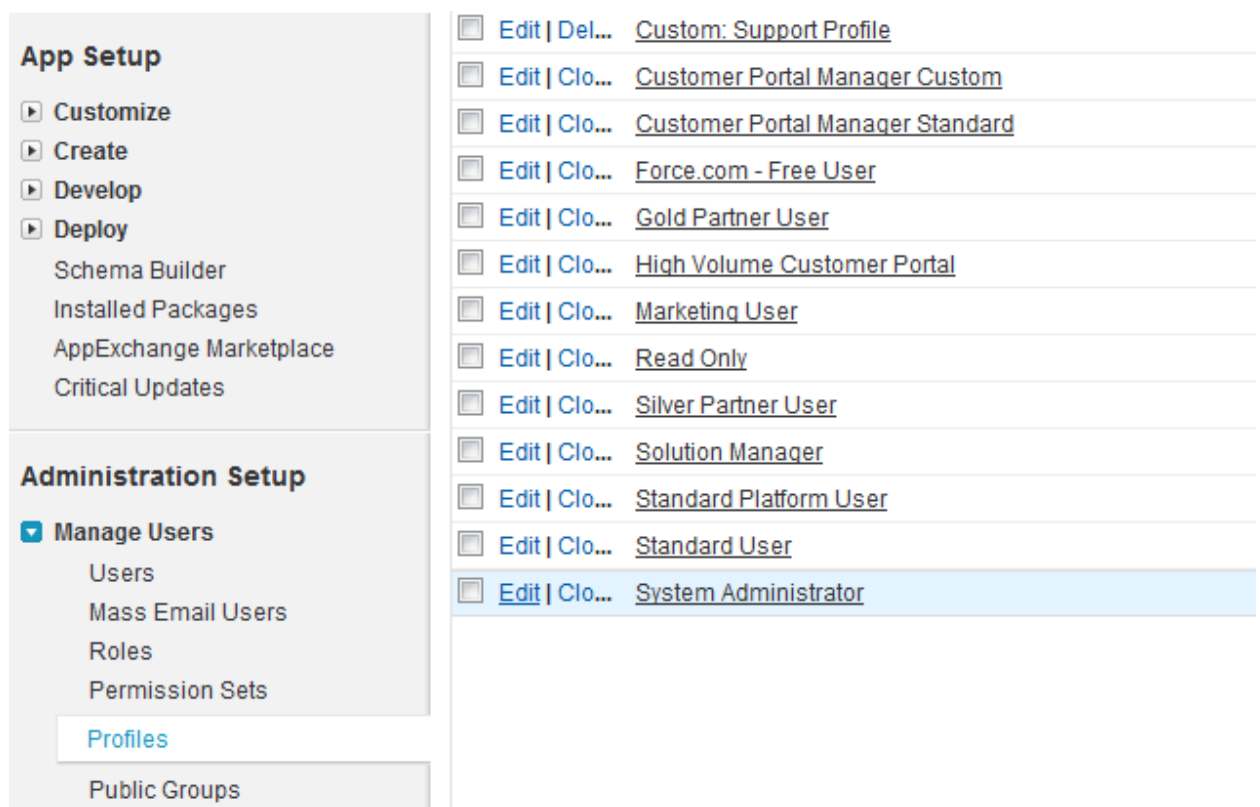 App Setup
Customize
Create
Develop
Deploy
Schema Builder
Installed Packages
AppExchange Marketplace
Critical Updates
Administration Setup
Manage Users
Users
Mass Email Users
Roles
Permission Sets
Profiles
Public Groups
Edit | Del... Custom: Support Profile
Edit | Clo... Customer Portal Manager Custom
Edit | Clo... Customer Portal Manager Standard
Edit | Clo... Force.com - Free User
Edit | Clo... Gold Partner User
Edit | Clo... High Volume Customer Portal
Edit | Clo... Marketing User
Edit | Clo... Read Only
Edit | Clo... Silver Partner User
Edit | Clo... Solution Manager
Edit | Clo... Standard Platform User
Edit | Clo... Standard User
Edit | Clo... System Administrator